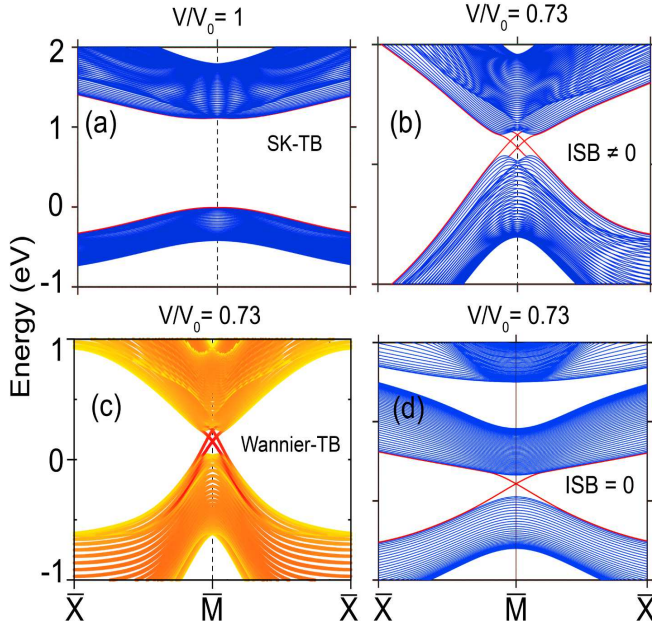 V/V₀ = 1
V/V₀ = 0.73
2
1
0
-1
(a)
SK-TB
(b)
ISB ≠ 0
Energy (eV)
V/V₀ = 0.73
V/V₀ = 0.73
1
0
-1
(c)
Wannier-TB
(d)
ISB = 0
X̄ M̄ X̄ X̄ M̄ X̄